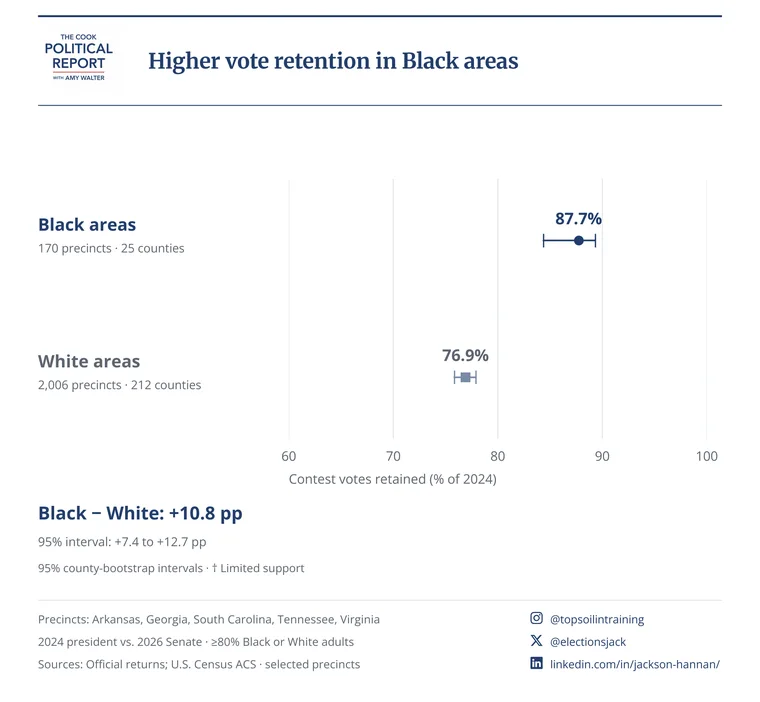 THE COOK
POLITICAL
REPORT
WITH AMY WALTER
Higher vote retention in Black areas
Black areas
170 precincts · 25 counties
87.7%
White areas
2,006 precincts · 212 counties
76.9%
60 70 80 90 100
Contest votes retained (% of 2024)
Black − White: +10.8 pp
95% interval: +7.4 to +12.7 pp
95% county-bootstrap intervals · † Limited support
Precincts: Arkansas, Georgia, South Carolina, Tennessee, Virginia
2024 president vs. 2026 Senate · ≥80% Black or White adults
Sources: Official returns; U.S. Census ACS · selected precincts
@topsoilintraining
@electionsjack
linkedin.com/in/jackson-hannan/